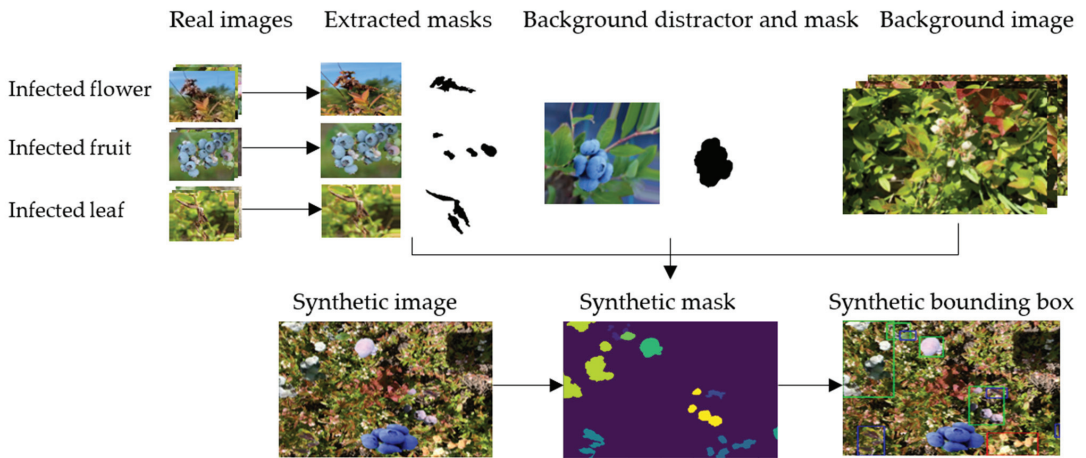 Real images
Extracted masks
Background distractor and mask
Background image
Infected flower
Infected fruit
Infected leaf
Synthetic image
Synthetic mask
Synthetic bounding box